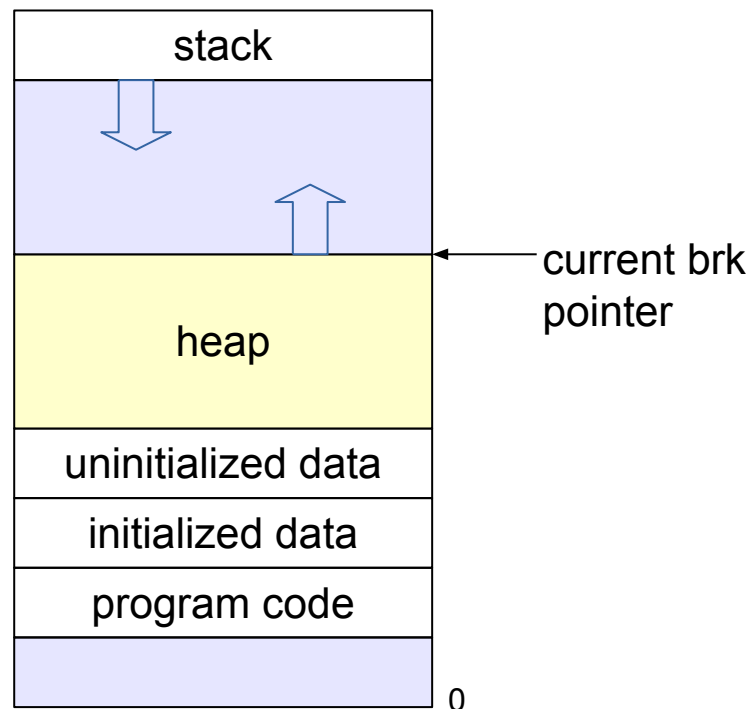 stack
current brk
pointer
heap
uninitialized data
initialized data
program code
0